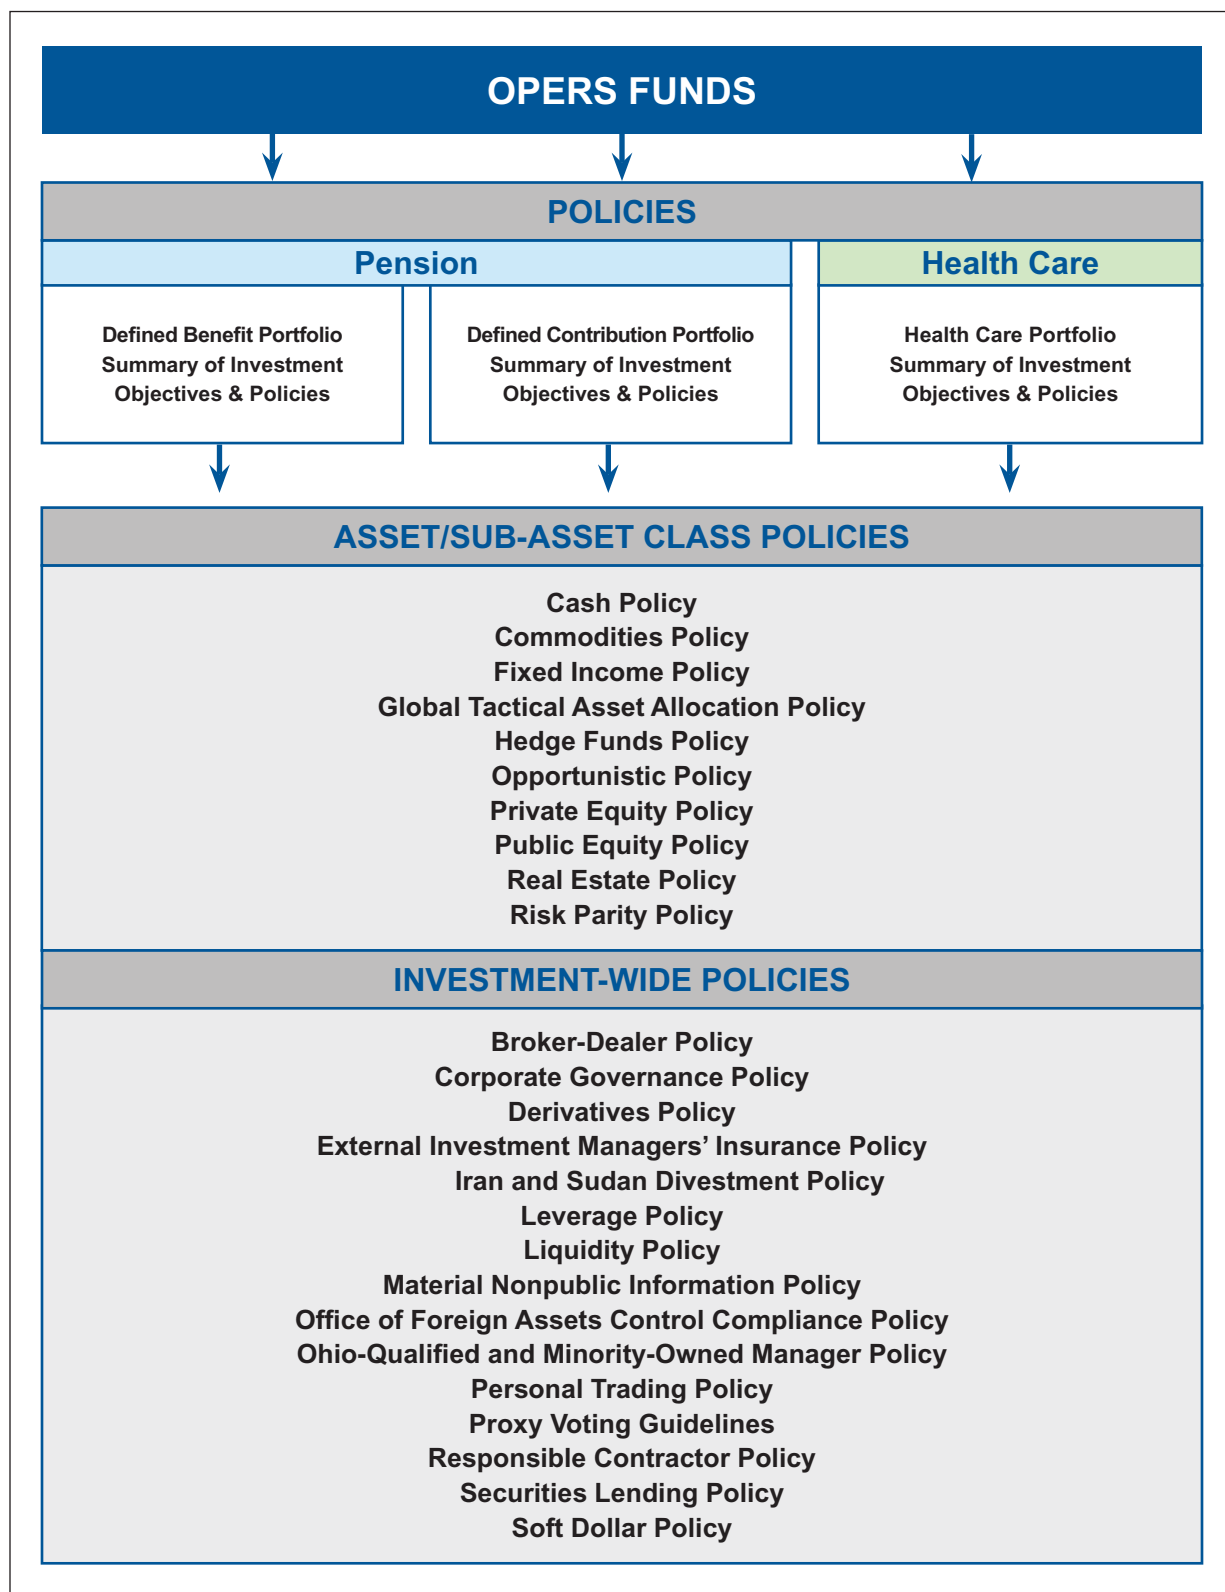 OPERS FUNDS
POLICIES
Pension
Health Care
Defined Benefit Portfolio
Summary of Investment
Objectives & Policies
Defined Contribution Portfolio
Summary of Investment
Objectives & Policies
Health Care Portfolio
Summary of Investment
Objectives & Policies
ASSET/SUB-ASSET CLASS POLICIES
Cash Policy
Commodities Policy
Fixed Income Policy
Global Tactical Asset Allocation Policy
Hedge Funds Policy
Opportunistic Policy
Private Equity Policy
Public Equity Policy
Real Estate Policy
Risk Parity Policy
INVESTMENT-WIDE POLICIES
Broker-Dealer Policy
Corporate Governance Policy
Derivatives Policy
External Investment Managers’ Insurance Policy
Iran and Sudan Divestment Policy
Leverage Policy
Liquidity Policy
Material Nonpublic Information Policy
Office of Foreign Assets Control Compliance Policy
Ohio-Qualified and Minority-Owned Manager Policy
Personal Trading Policy
Proxy Voting Guidelines
Responsible Contractor Policy
Securities Lending Policy
Soft Dollar Policy